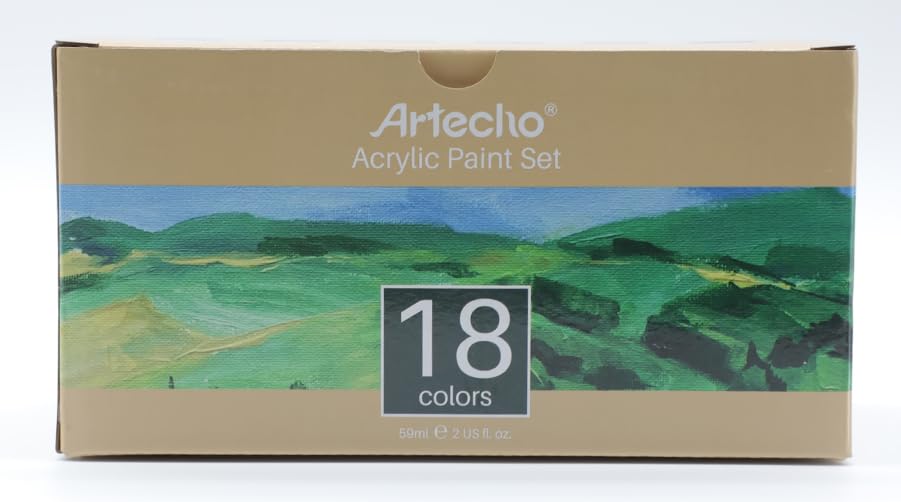 Artecho®
Acrylic Paint Set
18
colors
59ml ℮ 2 US fl. oz.